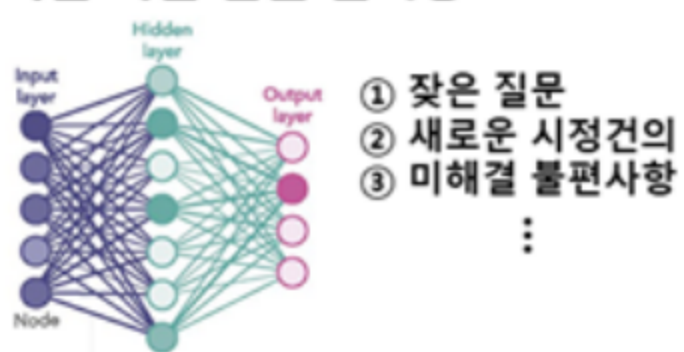 Hidden
layer
Input
layer
Output
layer
Node
① 잦은 질문
② 새로운 시정건의
③ 미해결 불편사항
⋮